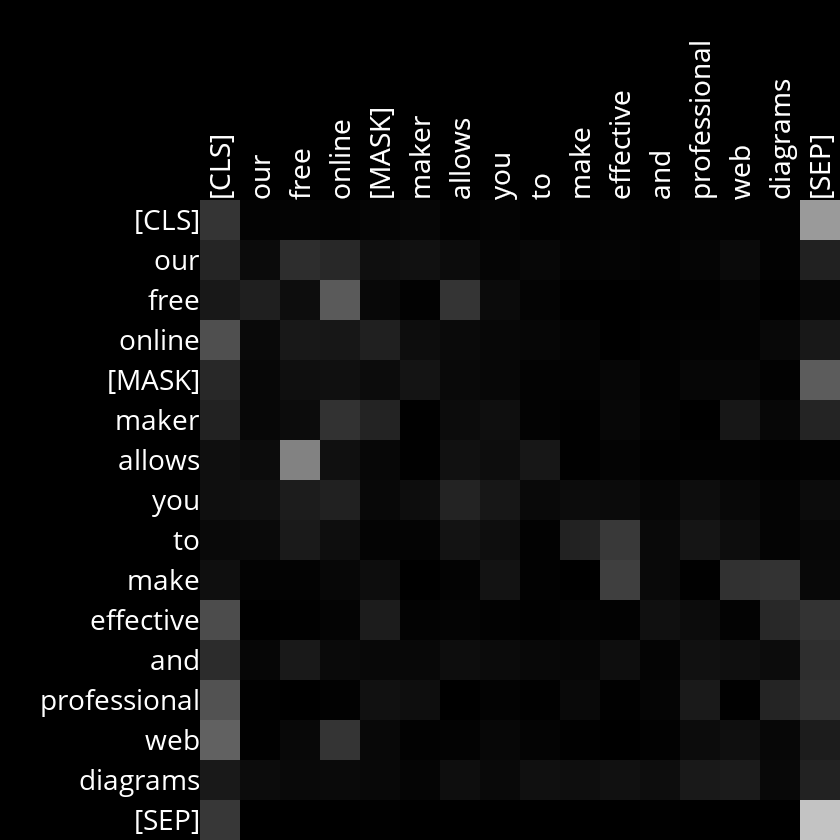 [CLS] our free online [MASK] maker allows you to make effective and professional web diagrams [SEP]
[CLS]
our
free
online
[MASK]
maker
allows
you
to
make
effective
and
professional
web
diagrams
[SEP]